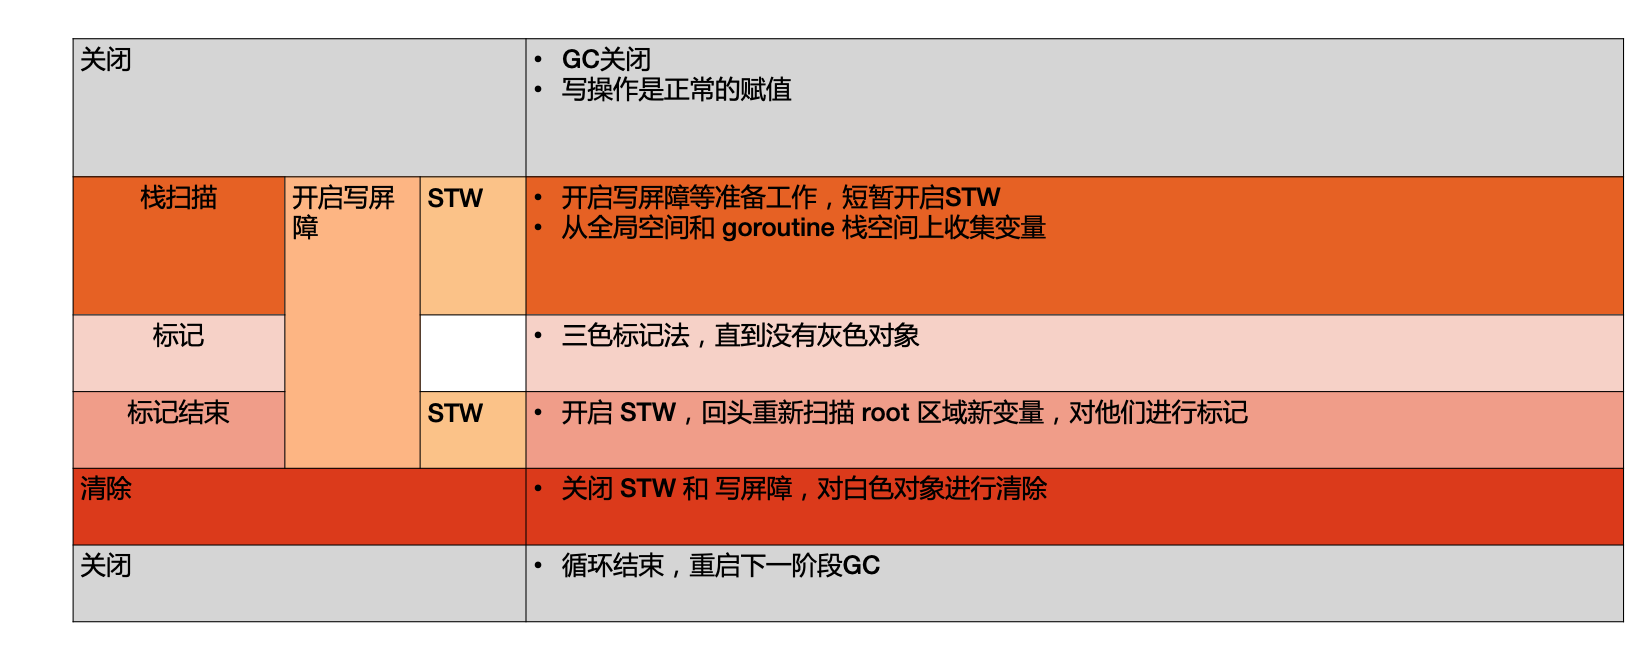 关闭
• GC关闭
• 写操作是正常的赋值
栈扫描
开启写屏
障
STW
• 开启写屏障等准备工作，短暂开启STW
• 从全局空间和 goroutine 栈空间上收集变量
标记
• 三色标记法，直到没有灰色对象
标记结束
STW
• 开启 STW，回头重新扫描 root 区域新变量，对他们进行标记
清除
• 关闭 STW 和 写屏障，对白色对象进行清除
关闭
• 循环结束，重启下一阶段GC